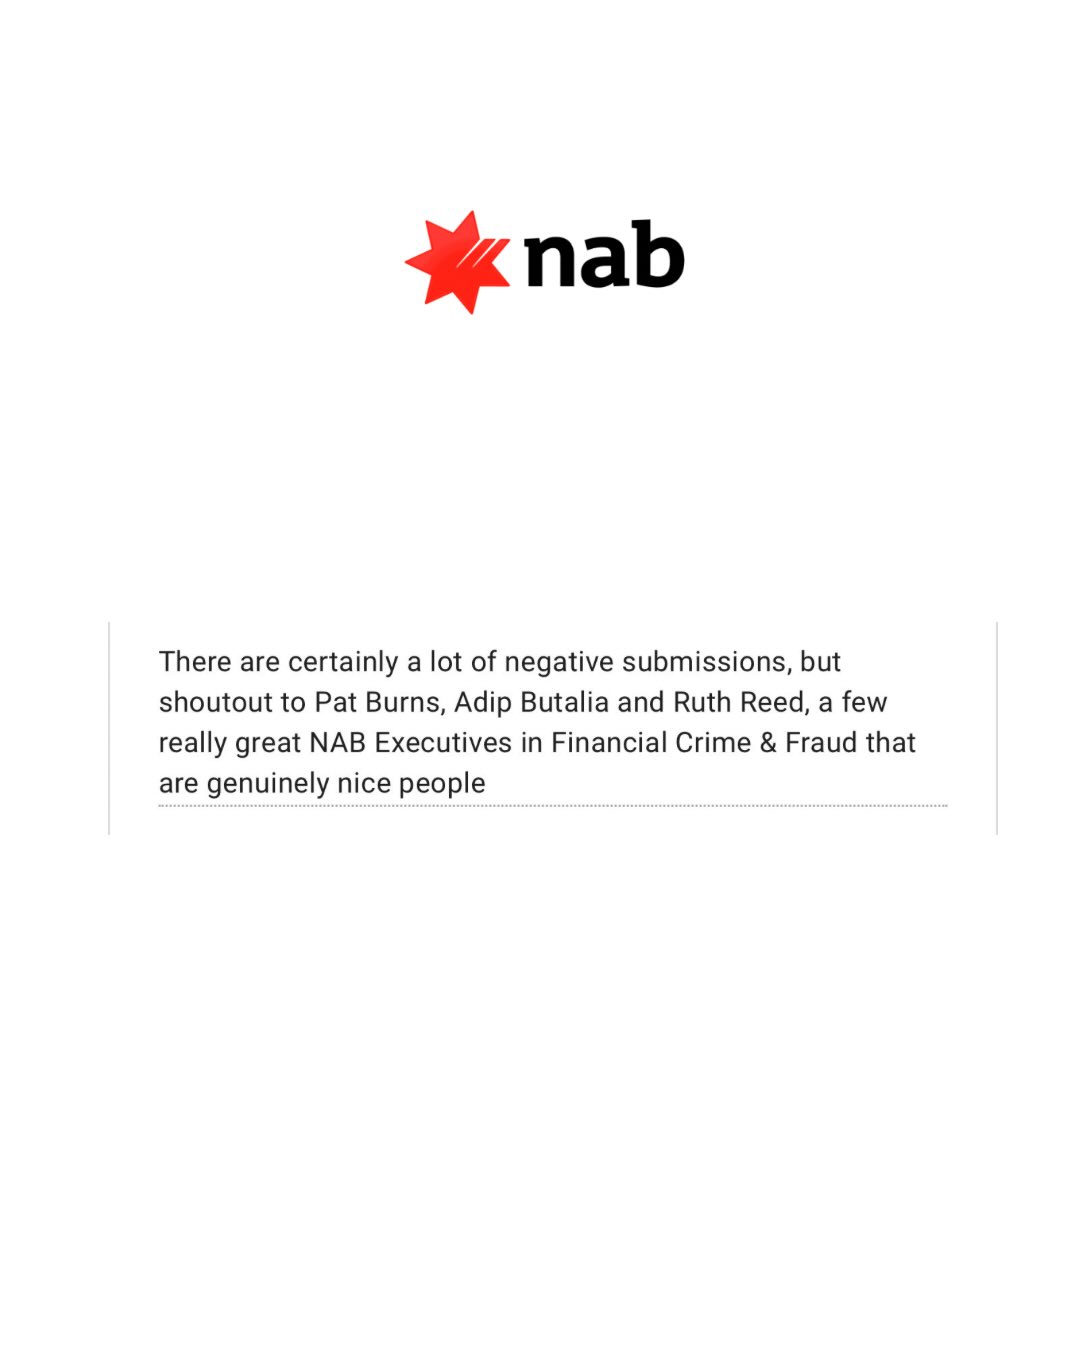 nab
There are certainly a lot of negative submissions, but
shoutout to Pat Burns, Adip Butalia and Ruth Reed, a few
really great NAB Executives in Financial Crime & Fraud that
are genuinely nice people